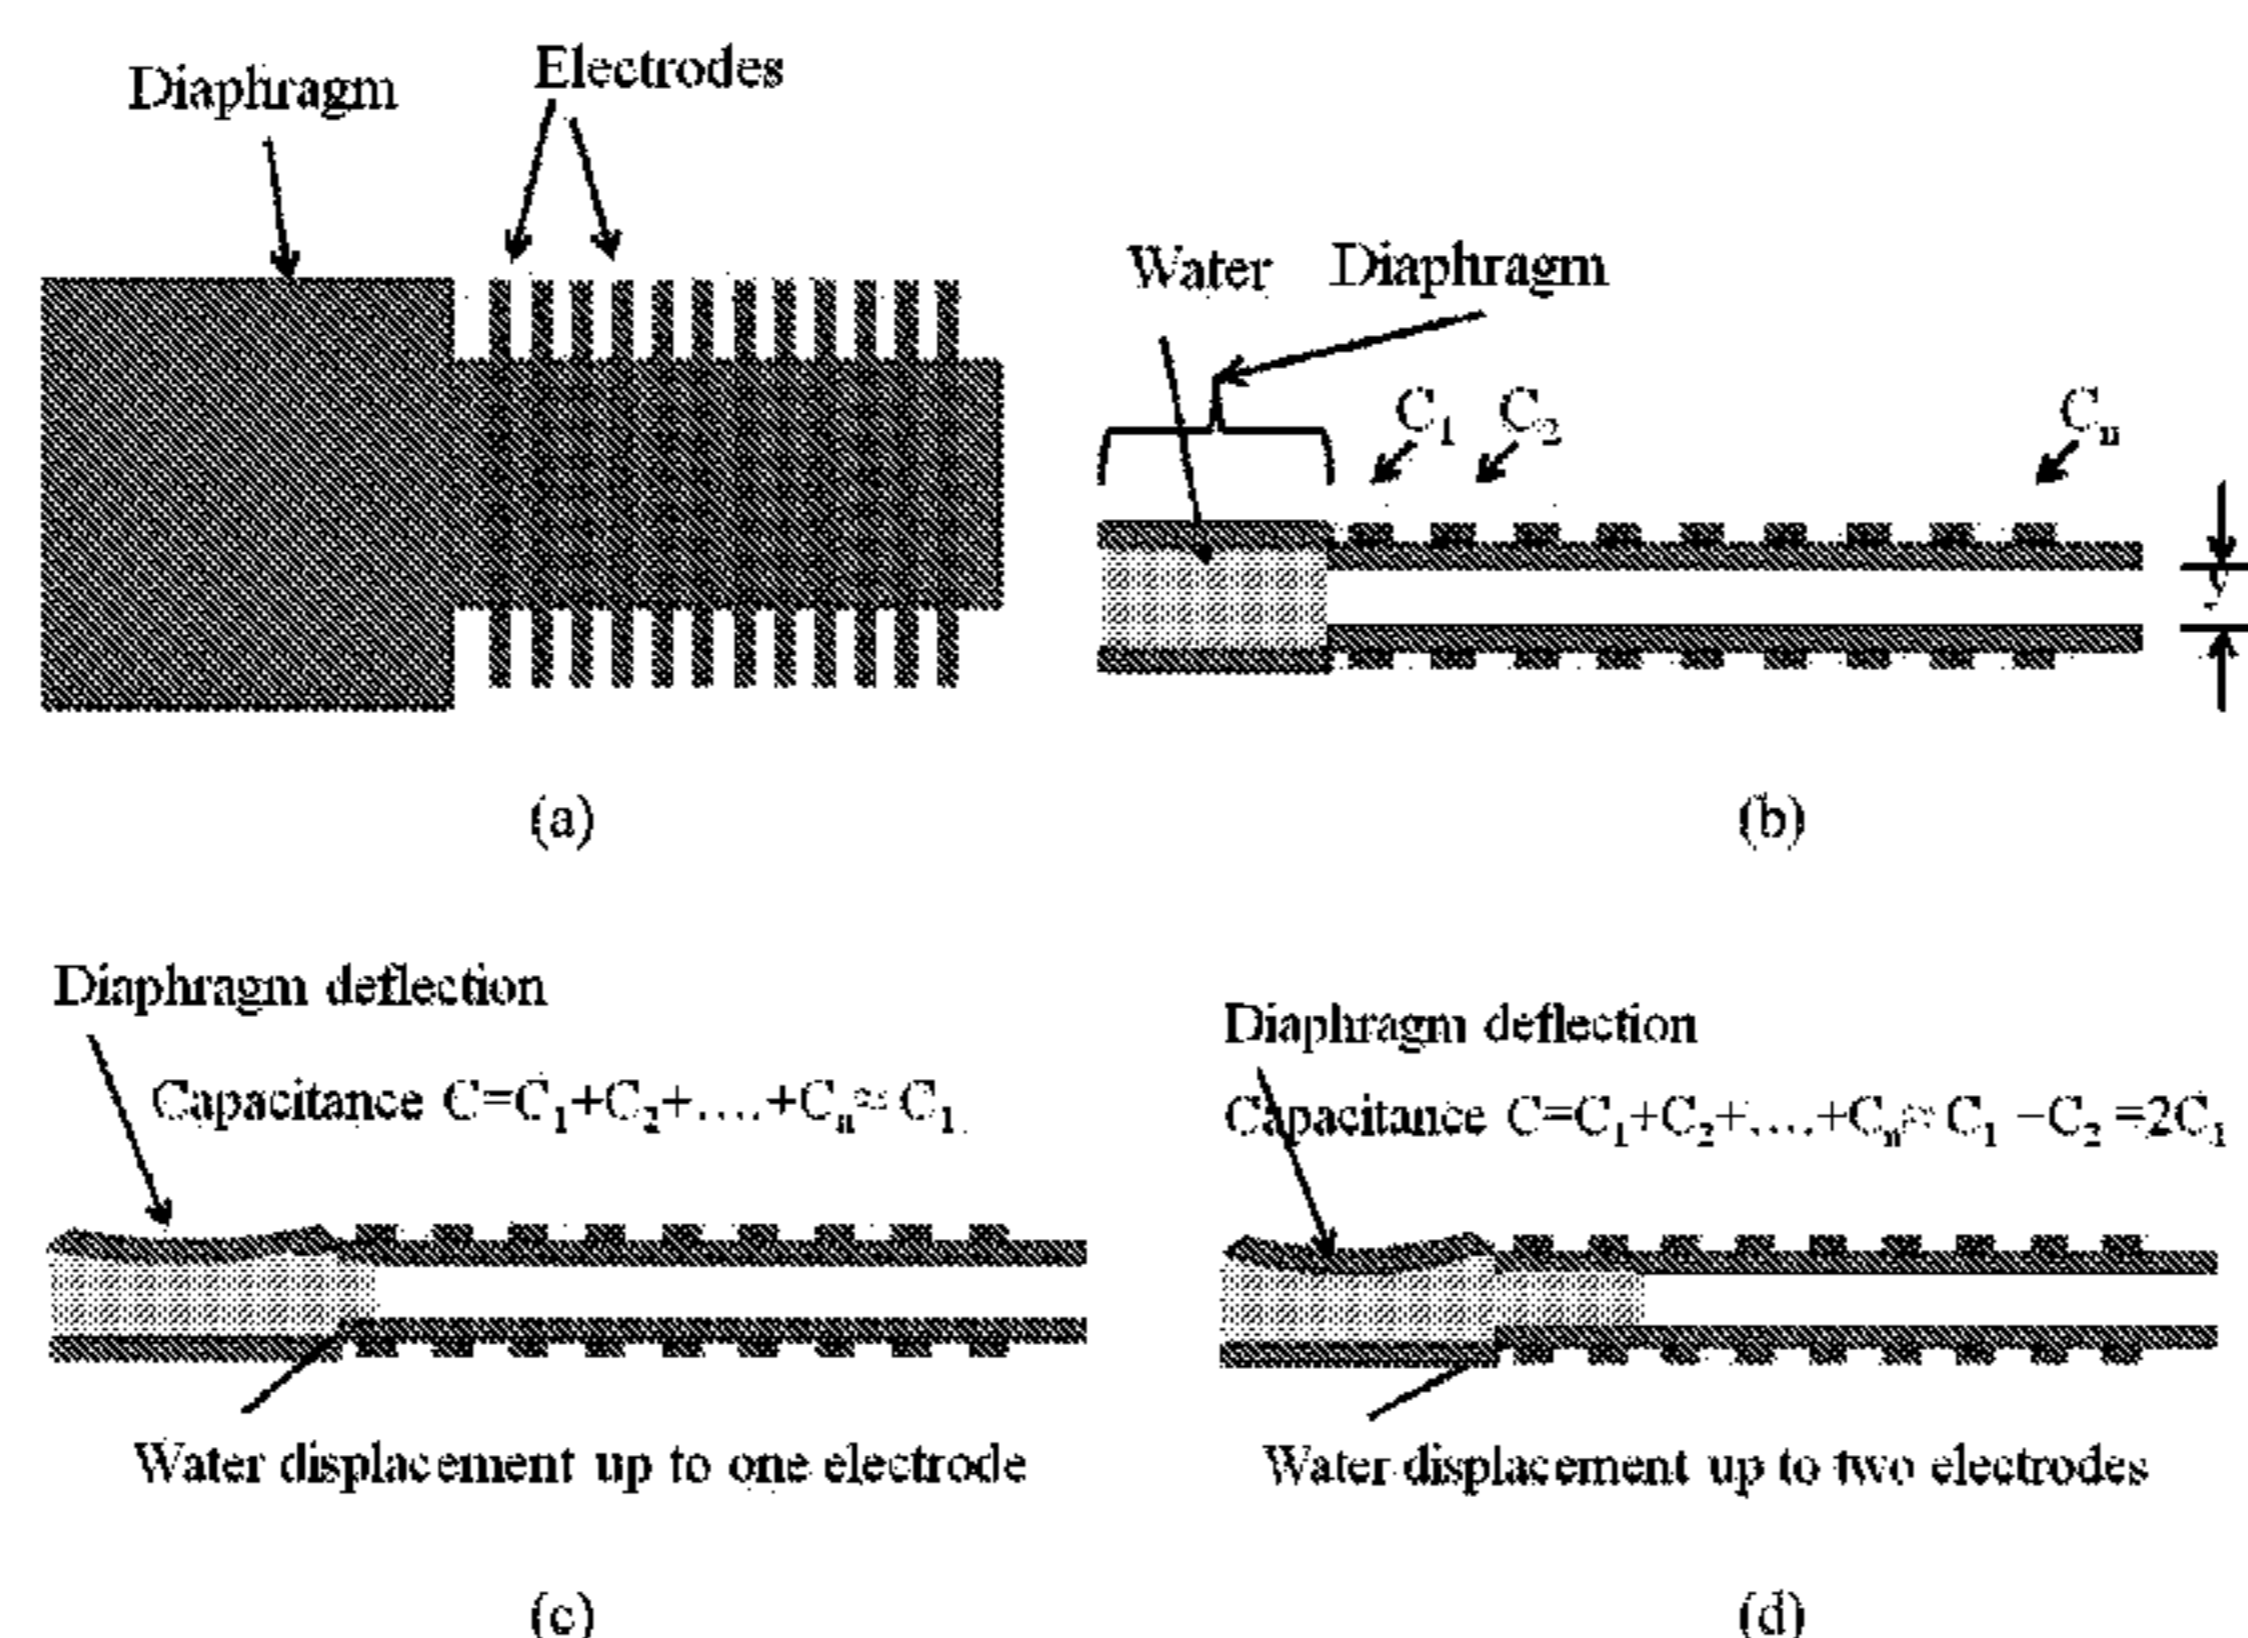 Diaphragm
Electrodes
(a)
Water
Diaphragm
C1
C2
Cn
y
(b)
Diaphragm deflection
Capacitance C=C1+C2+....+Cn≈C1
Water displacement up to one electrode
(c)
Diaphragm deflection
Capacitance C=C1+C2+....+Cn≈C1 −C2 =2C1
Water displacement up to two electrodes
(d)